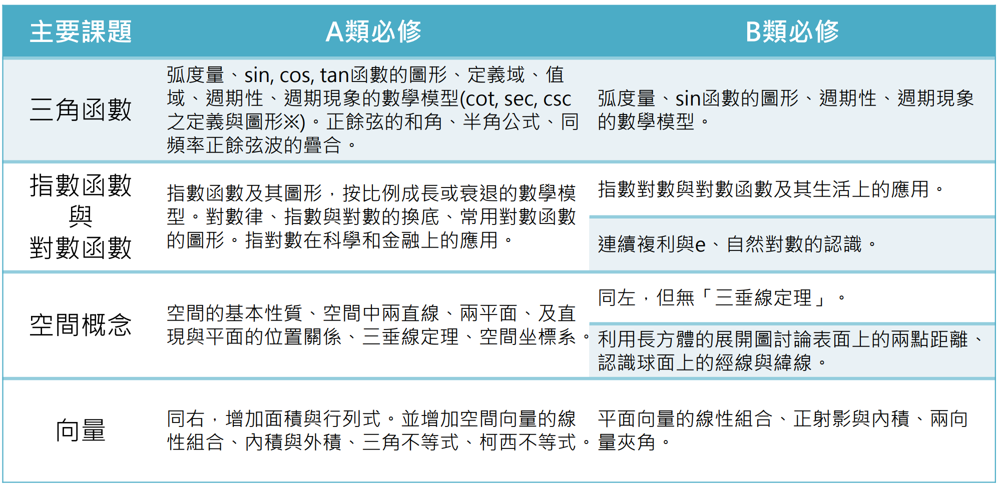 主要課題
A類必修
B類必修
三角函數
弧度量、sin, cos, tan函數的圖形、定義域、值
域、週期性、週期現象的數學模型(cot, sec, csc
之定義與圖形※)。正餘弦的和角、半角公式、同
頻率正餘弦波的疊合。
弧度量、sin函數的圖形、週期性、週期現象
的數學模型。
指數函數
與
對數函數
指數函數及其圖形，按比例成長或衰退的數學模
型。對數律、指數與對數的換底、常用對數函數
的圖形。指對數在科學和金融上的應用。
指數對數與對數函數及其生活上的應用。
連續複利與e、自然對數的認識。
空間概念
空間的基本性質、空間中兩直線、兩平面、及直
現與平面的位置關係、三垂線定理、空間坐標系。
同左，但無「三垂線定理」。
利用長方體的展開圖討論表面上的兩點距離、
認識球面上的經線與緯線。
向量
同右，增加面積與行列式。並增加空間向量的線
性組合、內積與外積、三角不等式、柯西不等式。
平面向量的線性組合、正射影與內積、兩向
量夾角。